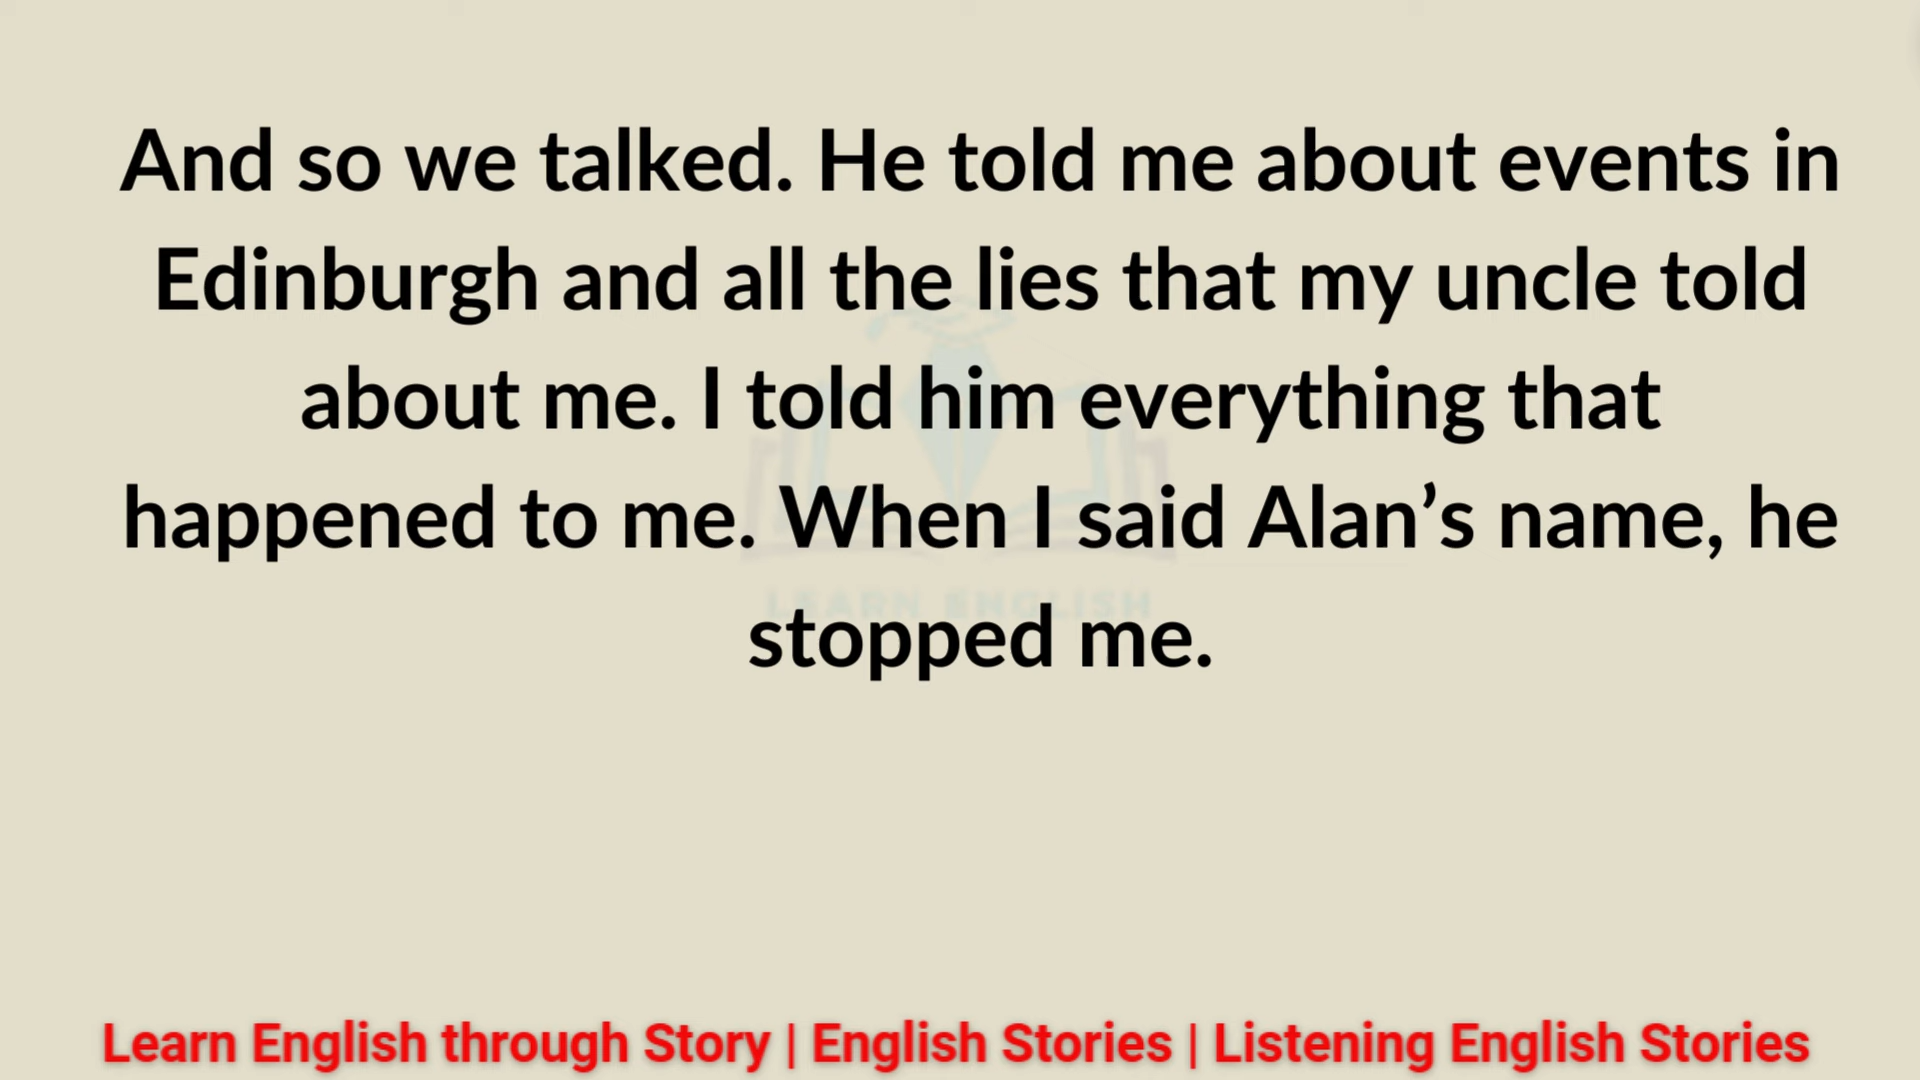 And so we talked. He told me about events in
Edinburgh and all the lies that my uncle told
about me. I told him everything that
happened to me. When I said Alan’s name, he
LEARN ENGLISH
stopped me.
Learn English through Story | English Stories | Listening English Stories